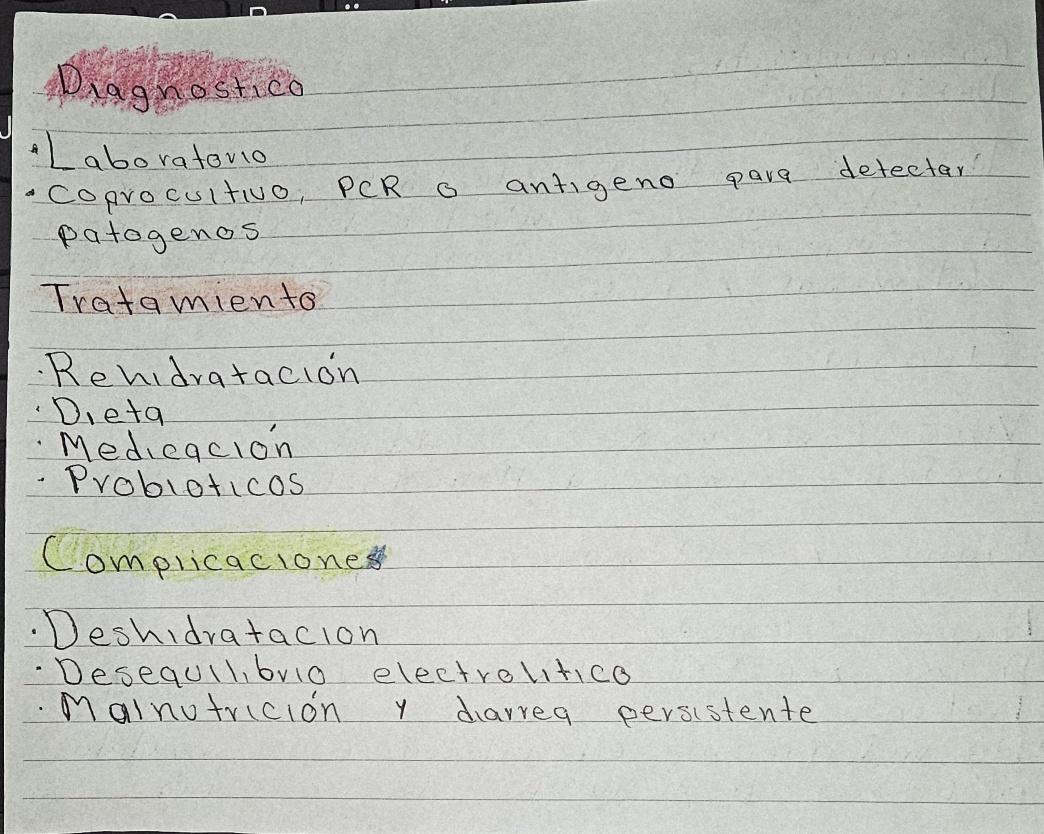 Diagnostico
• Laboratorio
• Coprocultivo, PCR o antigeno para detectar
patogenos
Tratamiento
· Rehidratación
· Dieta
· Medicación
· Probioticos
Complicaciones
· Deshidratacion
· Desequilibrio electrolitico
· Malnutrición y diarrea persistente